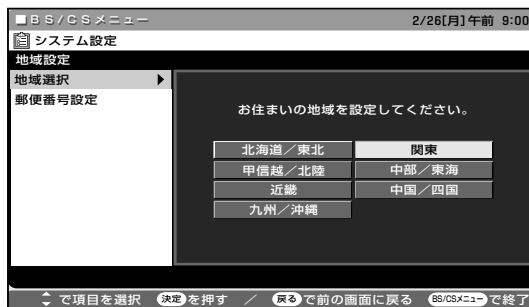 ■BS/CSメニュー 2/26[月]午前 9:00
システム設定
地域設定
地域選択
郵便番号設定
お住まいの地域を設定してください。
北海道／東北 関東
甲信越／北陸 中部／東海
近畿 中国／四国
九州／沖縄
で項目を選択 決定を押す ／ 戻るで前の画面に戻る BS/CSメニューで終了